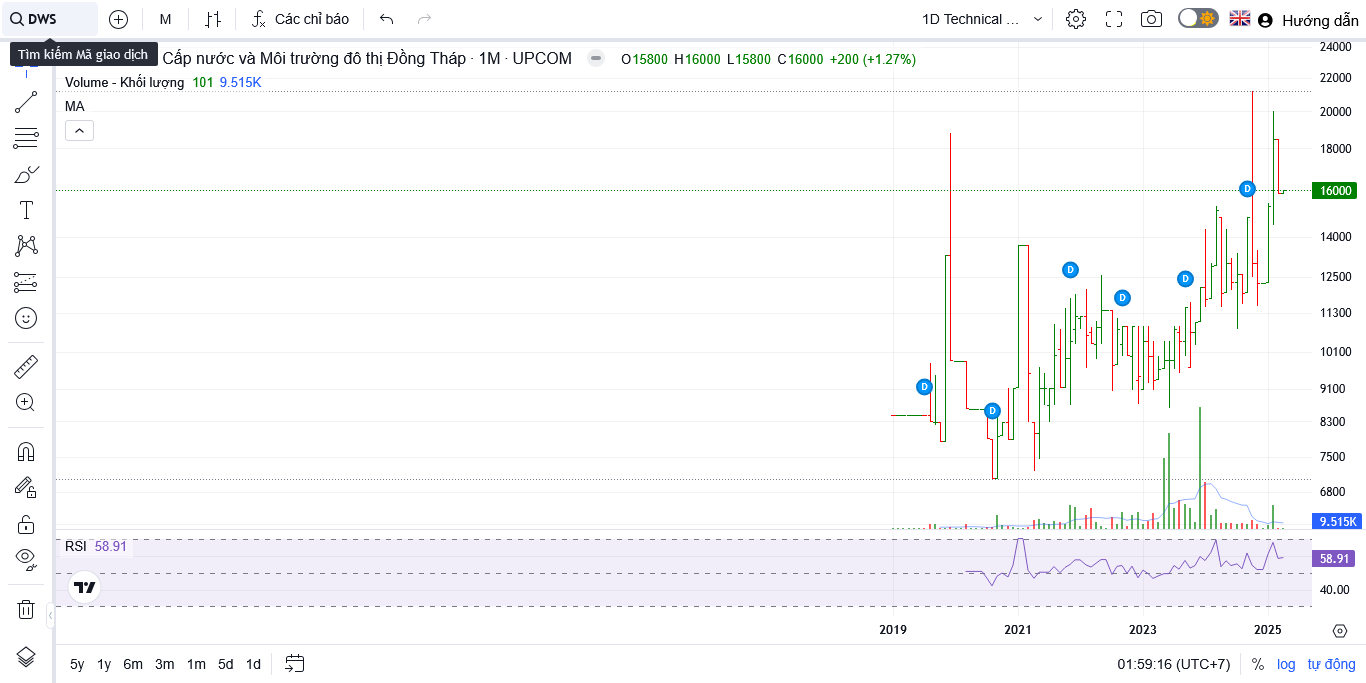 DWS M Các chỉ báo 1D Technical ... Hướng dẫn
Tìm kiếm Mã giao dịch
Cấp nước và Môi trường đô thị Đồng Tháp · 1M · UPCOM O15800 H16000 L15800 C16000 +200 (+1.27%)
Volume - Khối lượng 101 9.515K
MA
24000
22000
20000
18000
16000
14000
12500
11300
10100
9100
8300
7500
6800
9.515K
D
D
D
D
D
D
RSI 58.91
58.91
40.00
2019 2021 2023 2025
5y 1y 6m 3m 1m 5d 1d 01:59:16 (UTC+7) % log tự động